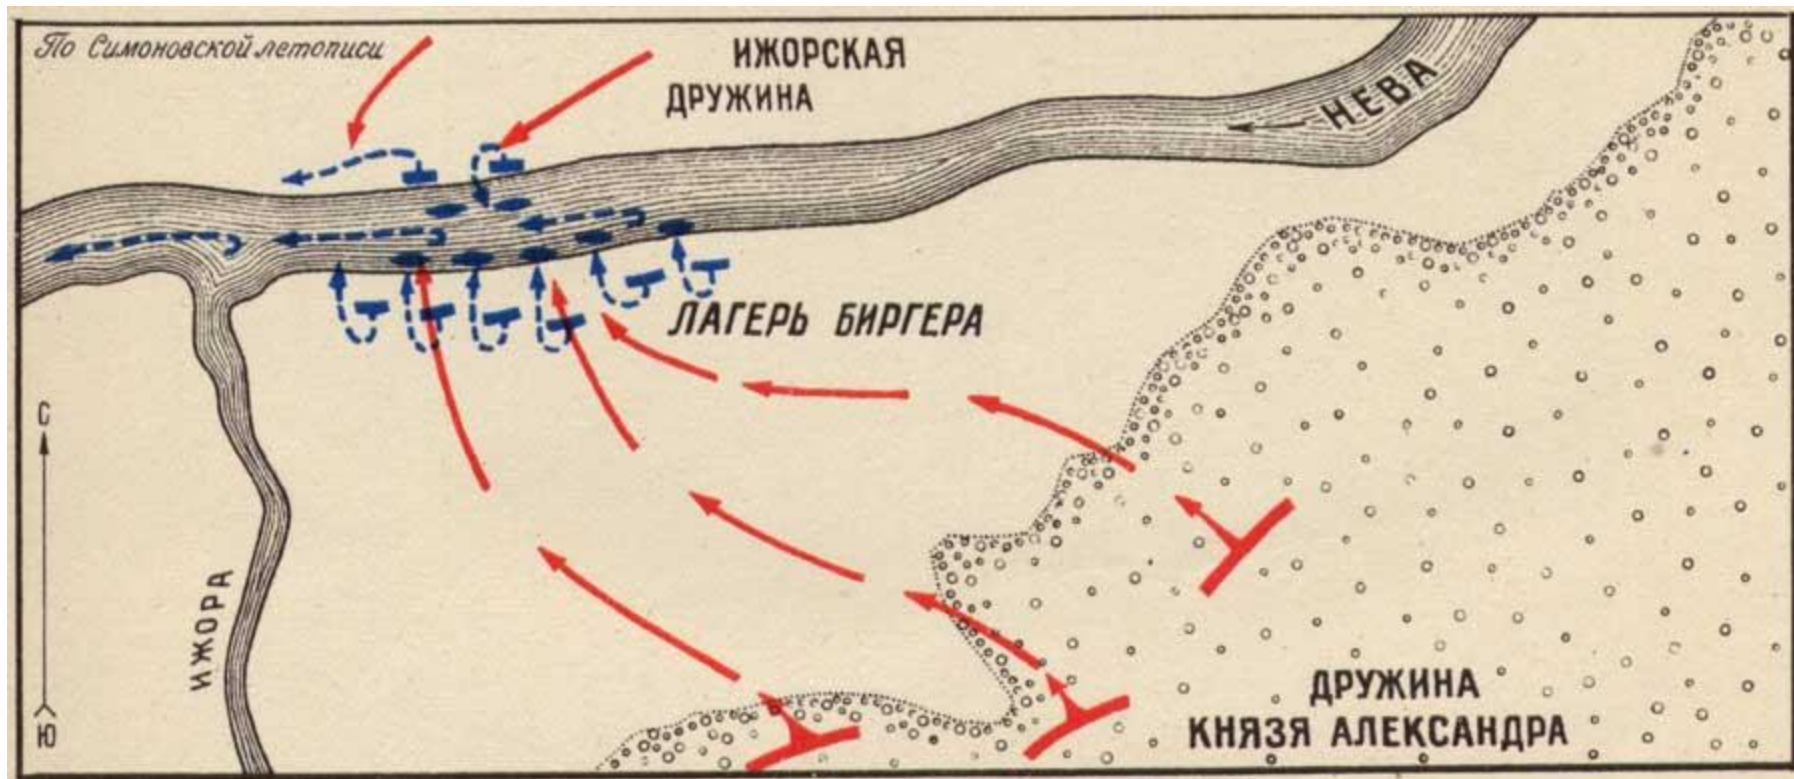 По Симоновской летописи
ИЖОРСКАЯ
ДРУЖИНА
НЕВА
ЛАГЕРЬ БИРГЕРА
С
Ю
ИЖОРА
ДРУЖИНА
КНЯЗЯ АЛЕКСАНДРА